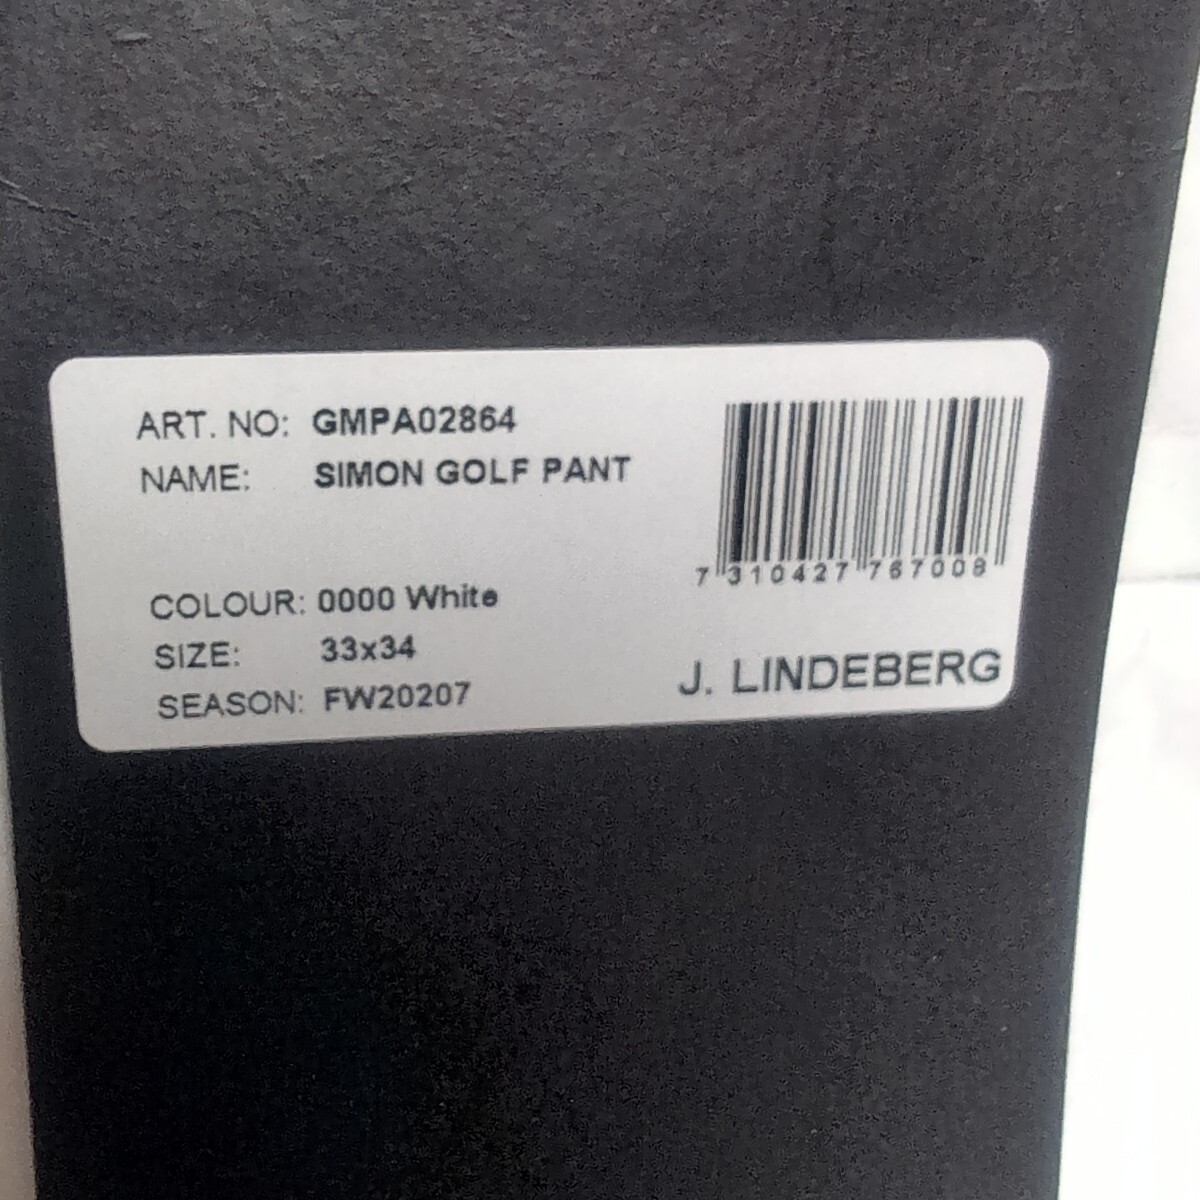 ART. NO: GMPA02864
NAME: SIMON GOLF PANT
COLOUR: 0000 White
SIZE: 33x34
SEASON: FW20207
7 310427 767008
J. LINDEBERG